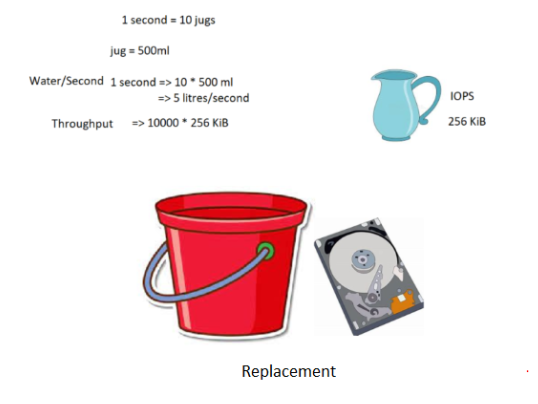 1 second = 10 jugs
jug = 500ml
Water/Second 1 second => 10 * 500 ml
=> 5 litres/second
Throughput => 10000 * 256 KiB
IOPS
256 KiB
Replacement